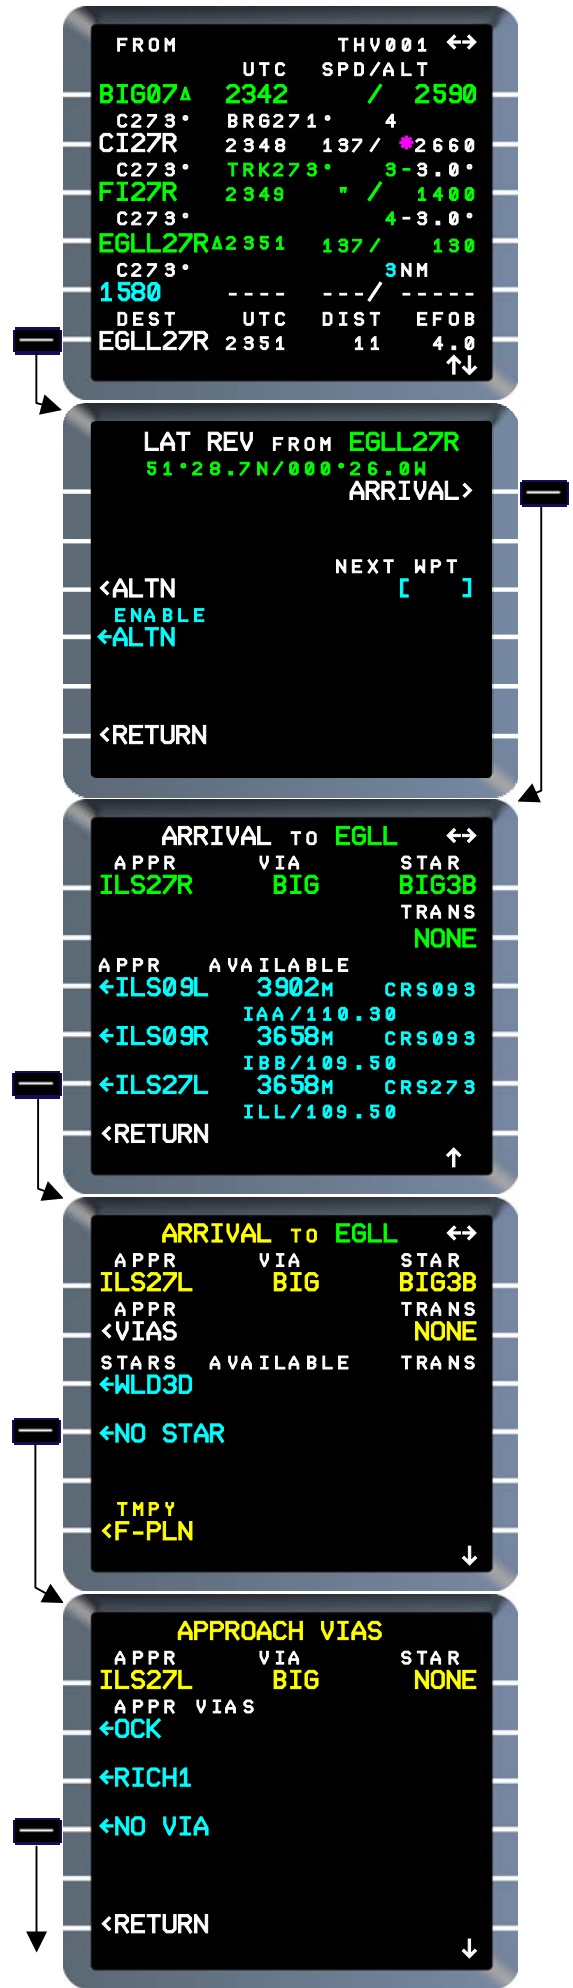 FROM THV001 ↔
UTC SPD/ALT
BIG07∆ 2342 / 2590
C273° BRG271° 4
CI27R 2348 137/ *2660
C273° TRK273° 3-3.0°
FI27R 2349 " / 1400
C273° 4-3.0°
EGLL27R∆2351 137/ 130
C273° 3NM
1580 ---- ---/ -----
DEST UTC DIST EFOB
EGLL27R 2351 11 4.0
↑↓
LAT REV FROM EGLL27R
51°28.7N/000°26.0W
ARRIVAL>
NEXT WPT
<ALTN [ ]
ENABLE
←ALTN
<RETURN
ARRIVAL TO EGLL ↔
APPR VIA STAR
ILS27R BIG BIG3B
TRANS
NONE
APPR AVAILABLE
←ILS09L 3902M CRS093
IAA/110.30
←ILS09R 3658M CRS093
IBB/109.50
←ILS27L 3658M CRS273
ILL/109.50
<RETURN
↑
ARRIVAL TO EGLL ↔
APPR VIA STAR
ILS27L BIG BIG3B
APPR TRANS
<VIAS NONE
STARS AVAILABLE TRANS
←WLD3D
←NO STAR
TMPY
<F-PLN
↓
APPROACH VIAS
APPR VIA STAR
ILS27L BIG NONE
APPR VIAS
←OCK
←RICH1
←NO VIA
<RETURN
↓